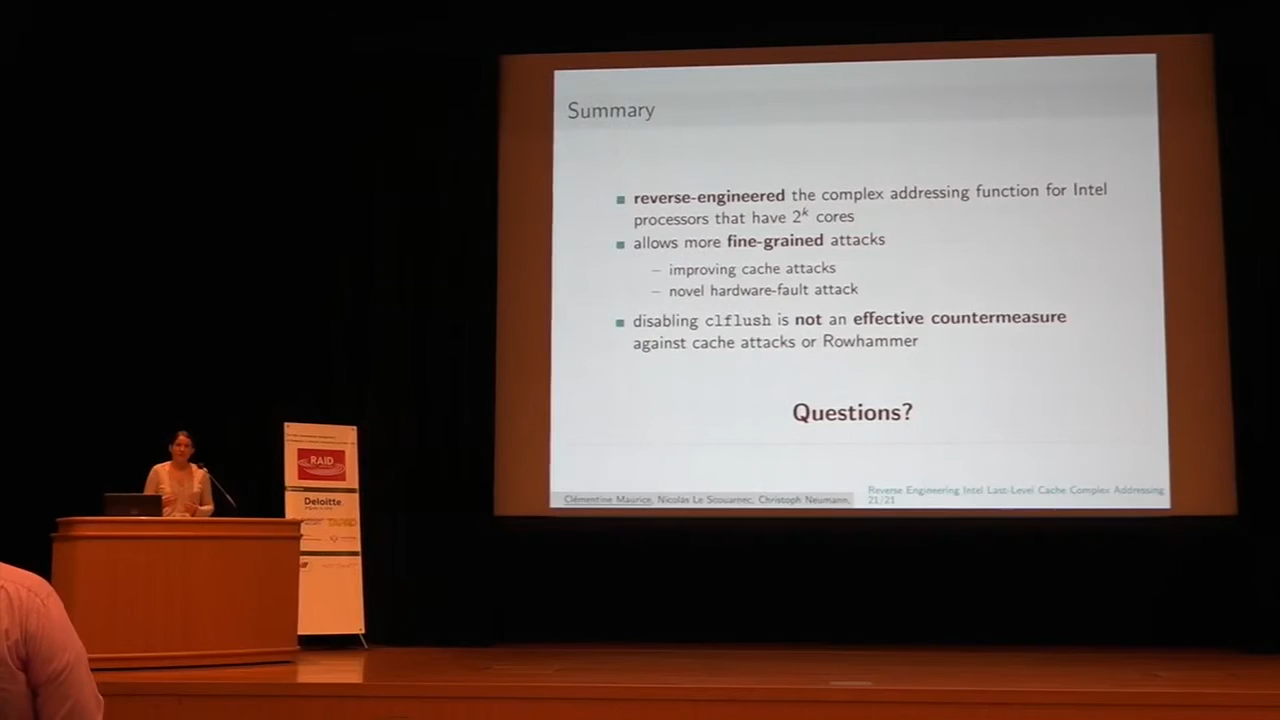 Summary
■ reverse-engineered the complex addressing function for Intel
processors that have 2^k cores
■ allows more fine-grained attacks
– improving cache attacks
– novel hardware-fault attack
■ disabling clflush is not an effective countermeasure
against cache attacks or Rowhammer
Questions?
Clémentine Maurice, Nicolas Le Scouarnec, Christoph Neumann,
Reverse Engineering Intel Last-Level Cache Complex Addressing
21/21
RAID
Deloitte.